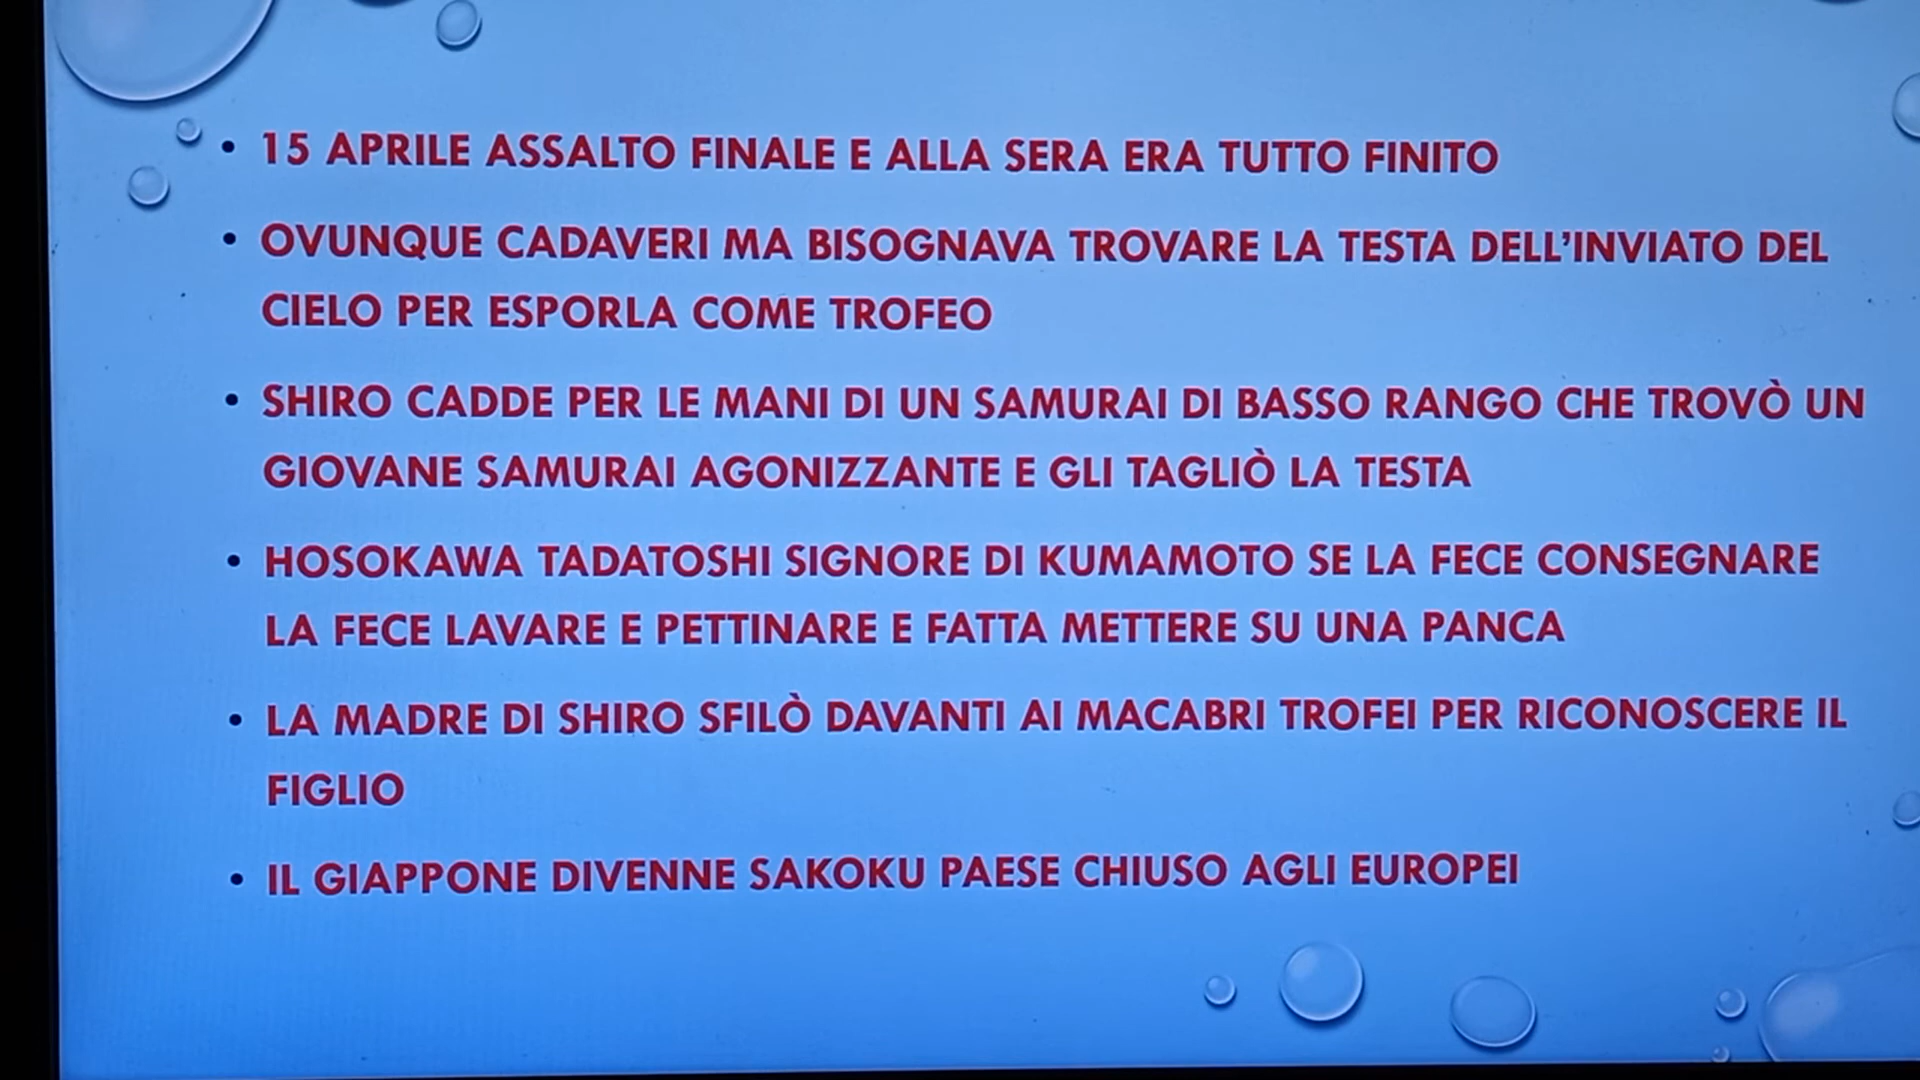 • 15 APRILE ASSALTO FINALE E ALLA SERA ERA TUTTO FINITO
• OVUNQUE CADAVERI MA BISOGNAVA TROVARE LA TESTA DELL'INVIATO DEL
CIELO PER ESPORLA COME TROFEO
• SHIRO CADDE PER LE MANI DI UN SAMURAI DI BASSO RANGO CHE TROVÒ UN
GIOVANE SAMURAI AGONIZZANTE E GLI TAGLIÒ LA TESTA
• HOSOKAWA TADATOSHI SIGNORE DI KUMAMOTO SE LA FECE CONSEGNARE
LA FECE LAVARE E PETTINARE E FATTA METTERE SU UNA PANCA
• LA MADRE DI SHIRO SFILÒ DAVANTI AI MACABRI TROFEI PER RICONOSCERE IL
FIGLIO
• IL GIAPPONE DIVENNE SAKOKU PAESE CHIUSO AGLI EUROPEI